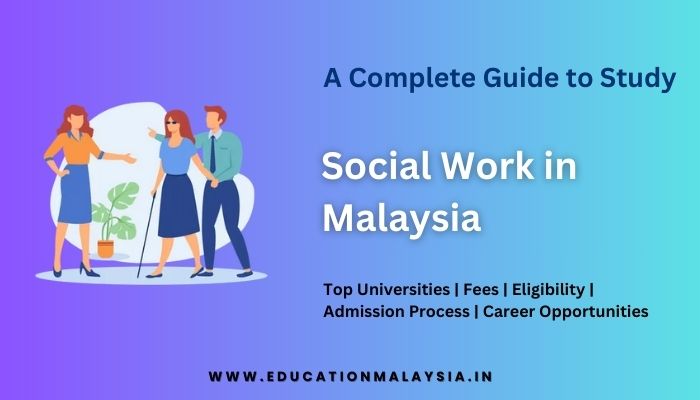 A Complete Guide to Study
Social Work in
Malaysia
Top Universities | Fees | Eligibility |
Admission Process | Career Opportunities
WWW.EDUCATIONMALAYSIA.IN